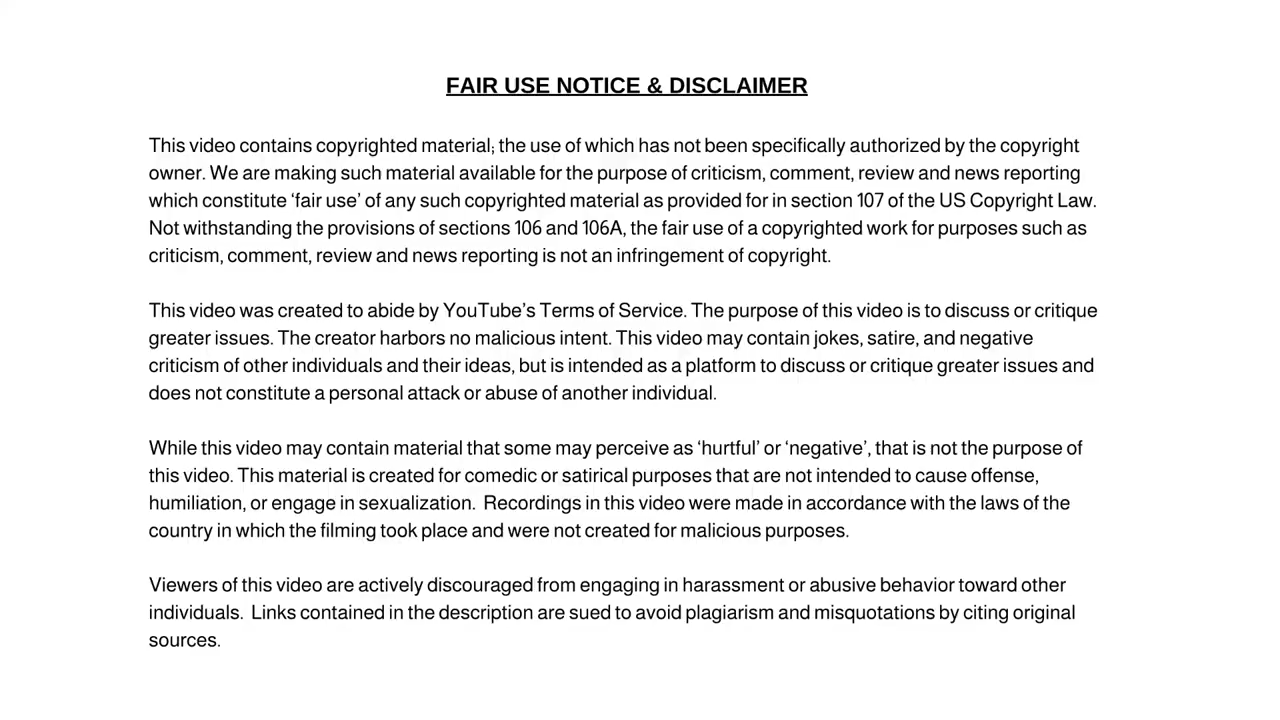 FAIR USE NOTICE & DISCLAIMER
This video contains copyrighted material; the use of which has not been specifically authorized by the copyright
owner. We are making such material available for the purpose of criticism, comment, review and news reporting
which constitute ‘fair use’ of any such copyrighted material as provided for in section 107 of the US Copyright Law.
Not withstanding the provisions of sections 106 and 106A, the fair use of a copyrighted work for purposes such as
criticism, comment, review and news reporting is not an infringement of copyright.
This video was created to abide by YouTube’s Terms of Service. The purpose of this video is to discuss or critique
greater issues. The creator harbors no malicious intent. This video may contain jokes, satire, and negative
criticism of other individuals and their ideas, but is intended as a platform to discuss or critique greater issues and
does not constitute a personal attack or abuse of another individual.
While this video may contain material that some may perceive as ‘hurtful’ or ‘negative’, that is not the purpose of
this video. This material is created for comedic or satirical purposes that are not intended to cause offense,
humiliation, or engage in sexualization.  Recordings in this video were made in accordance with the laws of the
country in which the filming took place and were not created for malicious purposes.
Viewers of this video are actively discouraged from engaging in harassment or abusive behavior toward other
individuals.  Links contained in the description are sued to avoid plagiarism and misquotations by citing original
sources.